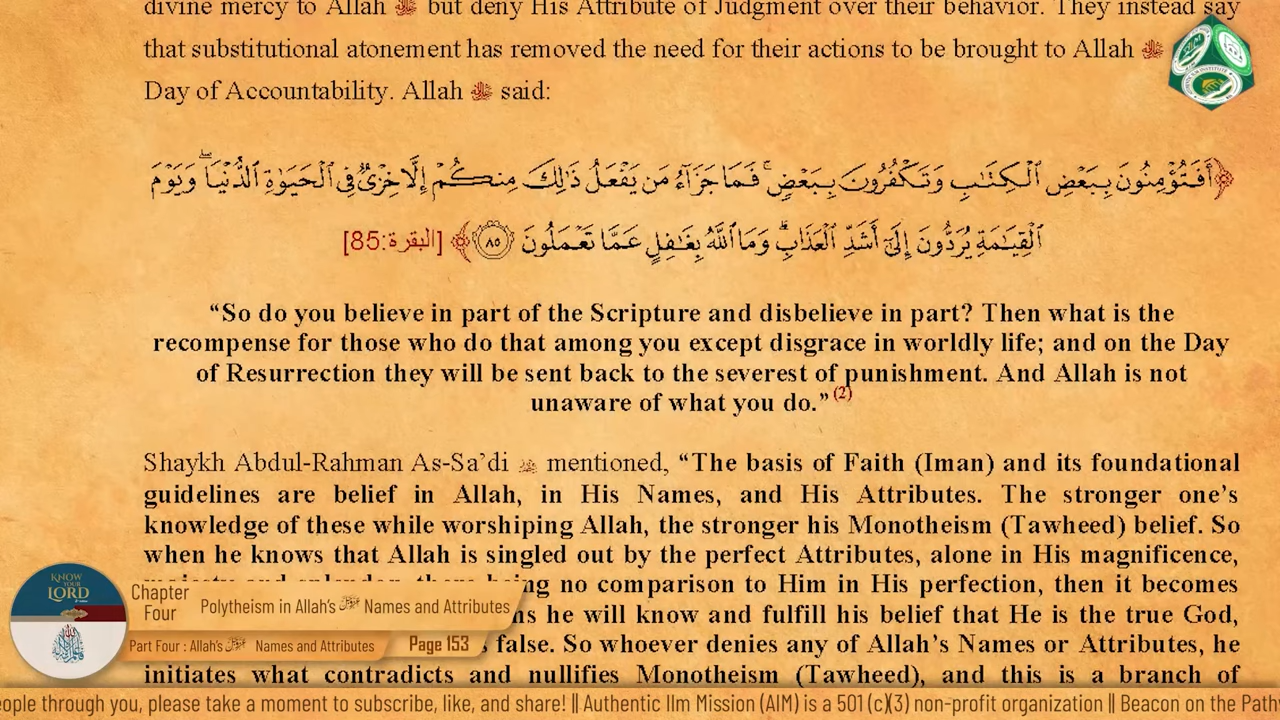 divine mercy to Allah ﷻ but deny His Attribute of Judgment over their behavior. They instead say
that substitutional atonement has removed the need for their actions to be brought to Allah ﷻ
Day of Accountability. Allah ﷻ said:
﴿أَفَتُؤْمِنُونَ بِبَعْضِ ٱلْكِتَٰبِ وَتَكْفُرُونَ بِبَعْضٍۚ فَمَا جَزَآءُ مَن يَفْعَلُ ذَٰلِكَ مِنكُمْ إِلَّا خِزْىٌ فِى ٱلْحَيَوٰةِ ٱلدُّنْيَاۖ وَيَوْمَ
ٱلْقِيَٰمَةِ يُرَدُّونَ إِلَىٰٓ أَشَدِّ ٱلْعَذَابِۗ وَمَا ٱللَّهُ بِغَٰفِلٍ عَمَّا تَعْمَلُونَ ٨٥﴾ [البقرة:85]
“So do you believe in part of the Scripture and disbelieve in part? Then what is the
recompense for those who do that among you except disgrace in worldly life; and on the Day
of Resurrection they will be sent back to the severest of punishment. And Allah is not
unaware of what you do.” (2)
Shaykh Abdul-Rahman As-Sa’di mentioned, “The basis of Faith (Iman) and its foundational
guidelines are belief in Allah, in His Names, and His Attributes. The stronger one’s
knowledge of these while worshiping Allah, the stronger his Monotheism (Tawheed) belief. So
when he knows that Allah is singled out by the perfect Attributes, alone in His magnificence,
no comparison to Him in His perfection, then it becomes
he will know and fulfill his belief that He is the true God,
false. So whoever denies any of Allah’s Names or Attributes, he
initiates what contradicts and nullifies Monotheism (Tawheed), and this is a branch of
KNOW
YOUR
LORD
Chapter
Four
Polytheism in Allah’s ﷻ Names and Attributes
Part Four : Allah’s ﷻ Names and Attributes
Page 153
people through you, please take a moment to subscribe, like, and share! || Authentic Ilm Mission (AIM) is a 501 (c)(3) non-profit organization || Beacon on the Path